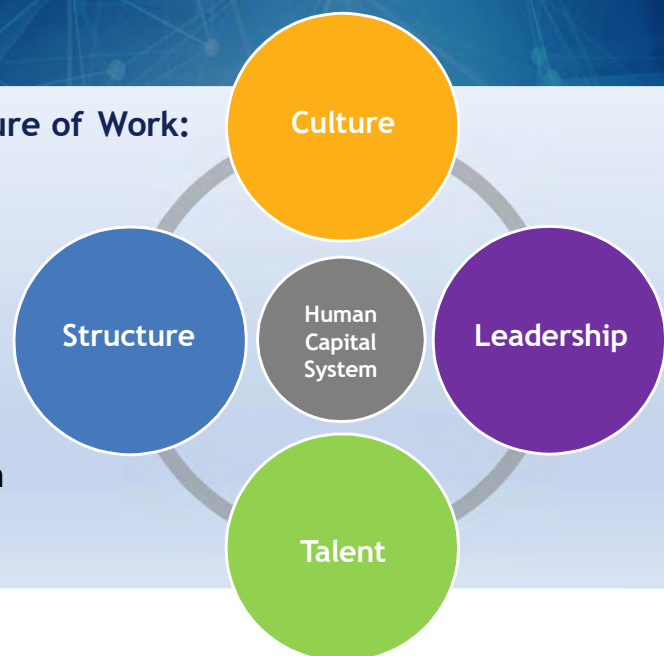 ure of Work:
Culture
Structure
Human
Capital
System
Leadership
Talent